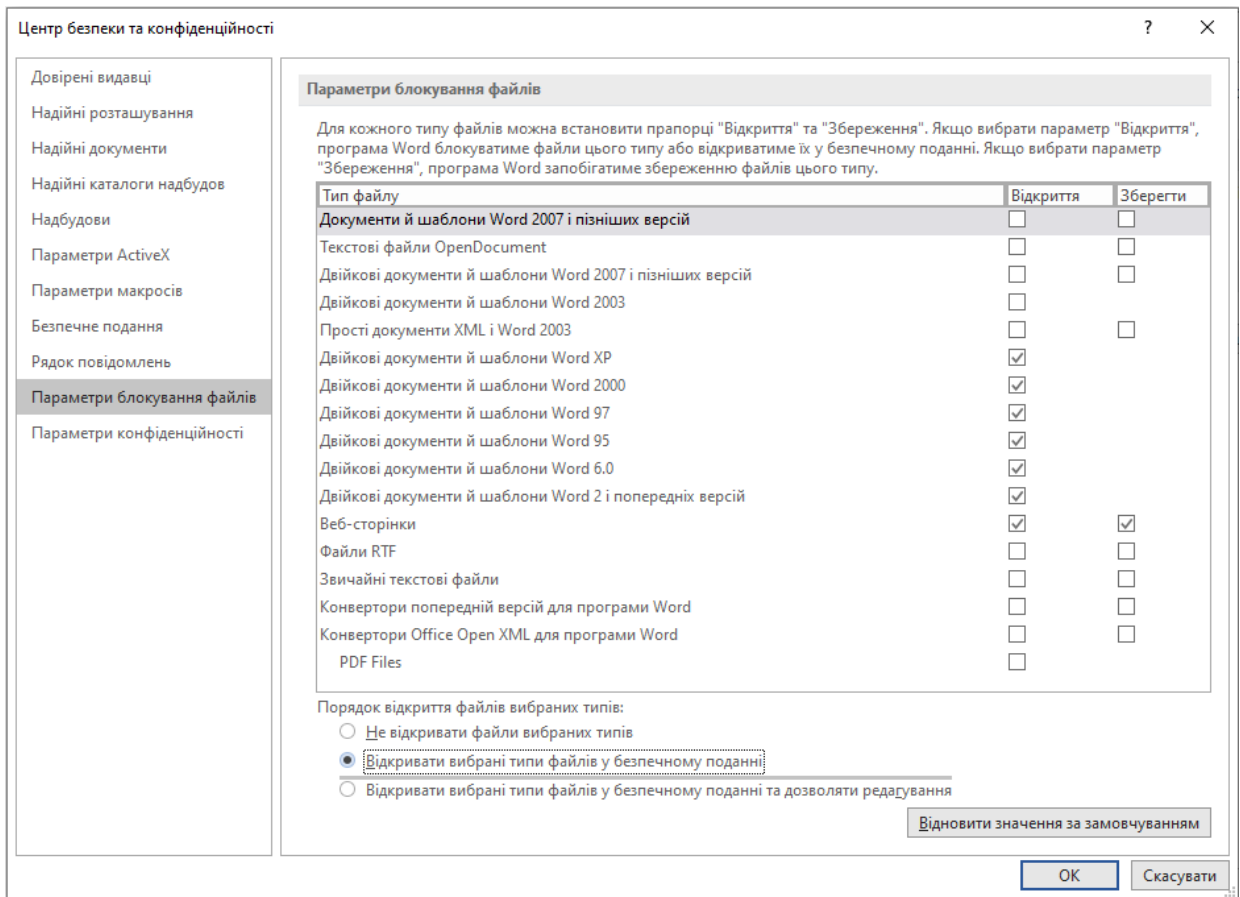 Центр безпеки та конфіденційності
Довірені видавці
Надійні розташування
Надійні документи
Надійні каталоги надбудов
Надбудови
Параметри ActiveX
Параметри макросів
Безпечне подання
Рядок повідомлень
Параметри блокування файлів
Параметри конфіденційності
Параметри блокування файлів
Для кожного типу файлів можна встановити прапорці "Відкриття" та "Збереження". Якщо вибрати параметр "Відкриття",
програма Word блокуватиме файли цього типу або відкриватиме їх у безпечному поданні. Якщо вибрати параметр
"Збереження", програма Word запобігатиме збереженню файлів цього типу.
Тип файлу Відкриття Зберегти
Документи й шаблони Word 2007 і пізніших версій
Текстові файли OpenDocument
Двійкові документи й шаблони Word 2007 і пізніших версій
Двійкові документи й шаблони Word 2003
Прості документи XML і Word 2003
Двійкові документи й шаблони Word XP
Двійкові документи й шаблони Word 2000
Двійкові документи й шаблони Word 97
Двійкові документи й шаблони Word 95
Двійкові документи й шаблони Word 6.0
Двійкові документи й шаблони Word 2 і попередніх версій
Веб-сторінки
Файли RTF
Звичайні текстові файли
Конвертори попередній версій для програми Word
Конвертори Office Open XML для програми Word
PDF Files
Порядок відкриття файлів вибраних типів:
Не відкривати файли вибраних типів
Відкривати вибрані типи файлів у безпечному поданні
Відкривати вибрані типи файлів у безпечному поданні та дозволяти редагування
Відновити значення за замовчуванням
ОК Скасувати